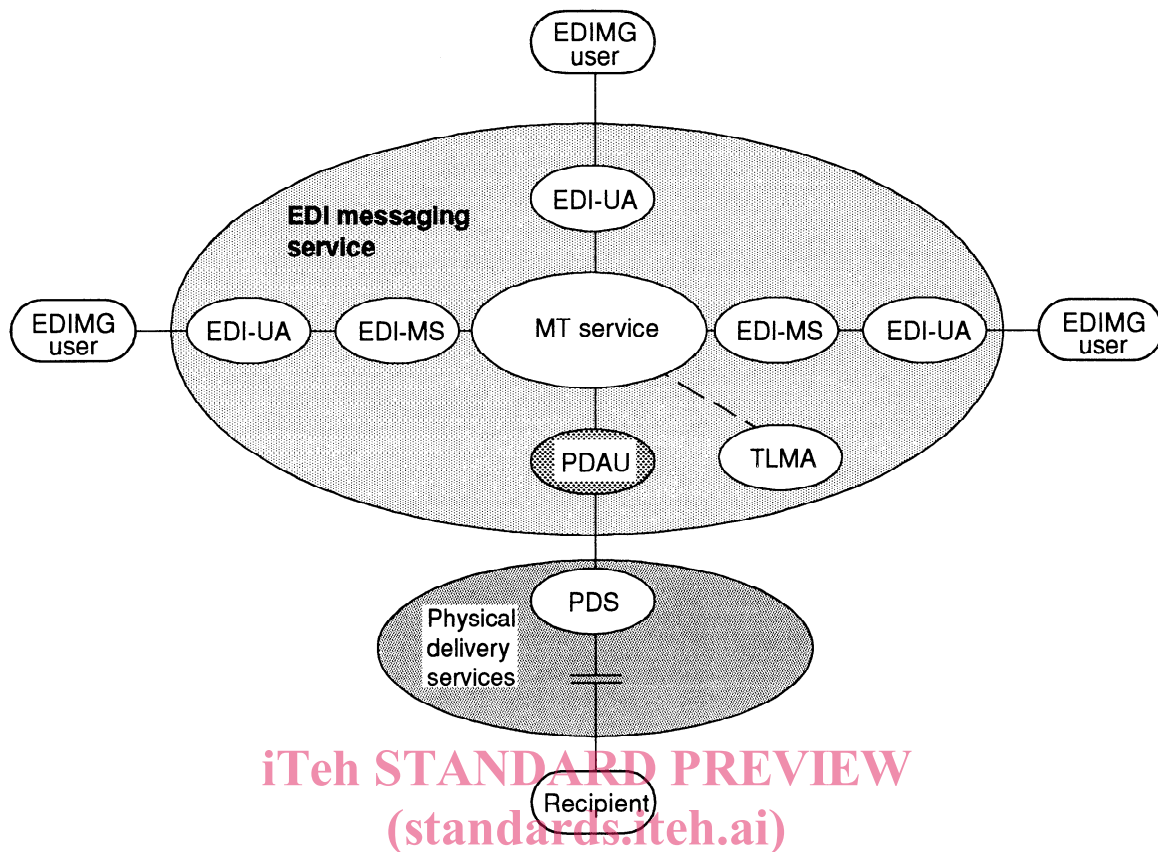 EDIMG
user
EDI-UA
EDI messaging
service
EDIMG
user
EDI-UA
EDI-MS
MT service
EDI-MS
EDI-UA
EDIMG
user
PDAU
TLMA
PDS
Physical
delivery
services
iTeh STANDARD PREVIEW
Recipient
(standards.iteh.ai)